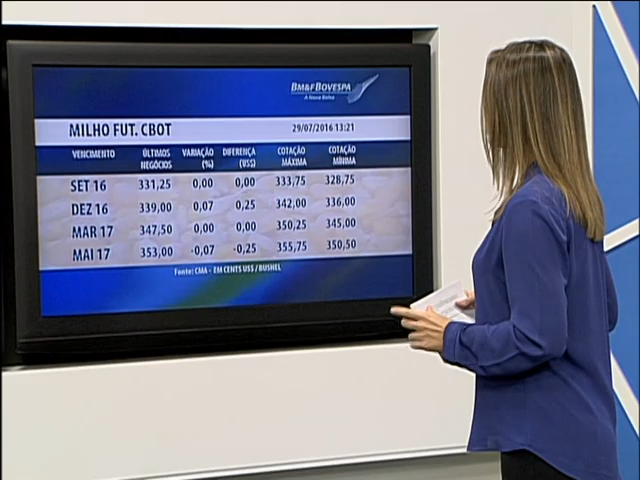 BM&FBOVESPA
A Nova Bolsa
MILHO FUT. CBOT 29/07/2016 13:21
VENCIMENTO ÚLTIMOS NEGÓCIOS VARIAÇÃO (%) DIFERENÇA (US$) COTAÇÃO MÁXIMA COTAÇÃO MÍNIMA
SET 16 331,25 0,00 0,00 333,75 328,75
DEZ 16 339,00 0,07 0,25 342,00 336,00
MAR 17 347,50 0,00 0,00 350,25 345,00
MAI 17 353,00 -0,07 -0,25 355,75 350,50
Fonte: CMA - EM CENTS US$ / BUSHEL